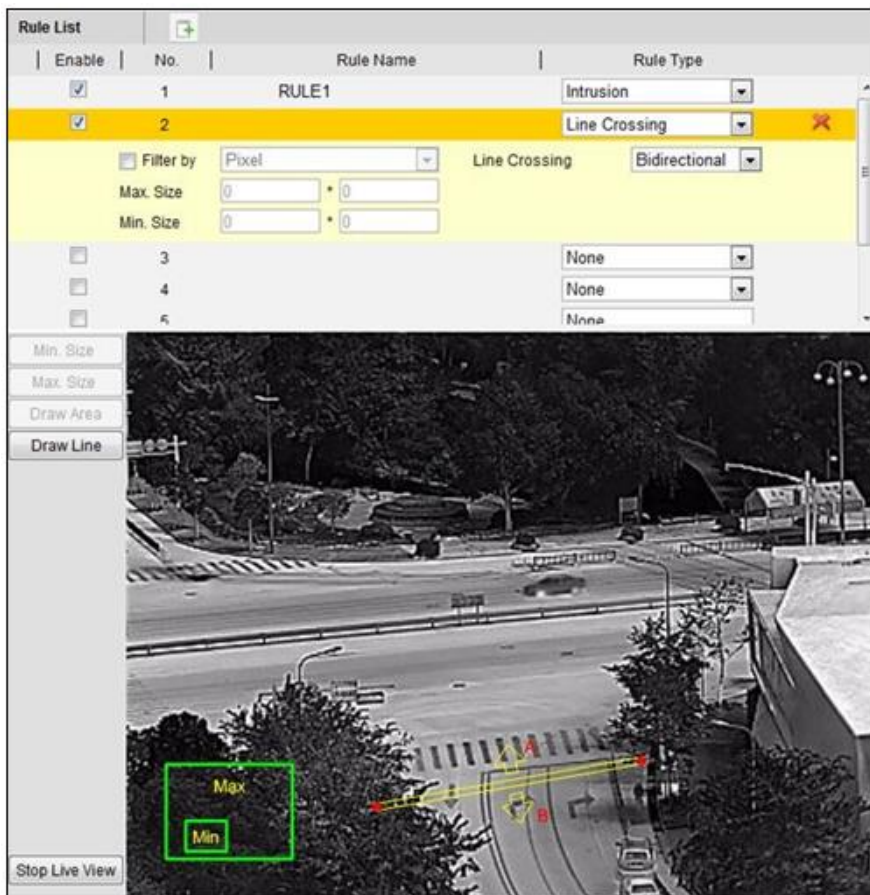 Rule List
Enable No. Rule Name Rule Type
1 RULE1 Intrusion
2 Line Crossing
Filter by Pixel Line Crossing Bidirectional
Max. Size 0 * 0
Min. Size 0 * 0
3 None
4 None
5 None
Min. Size
Max. Size
Draw Area
Draw Line
A
Max
B
Min
Stop Live View